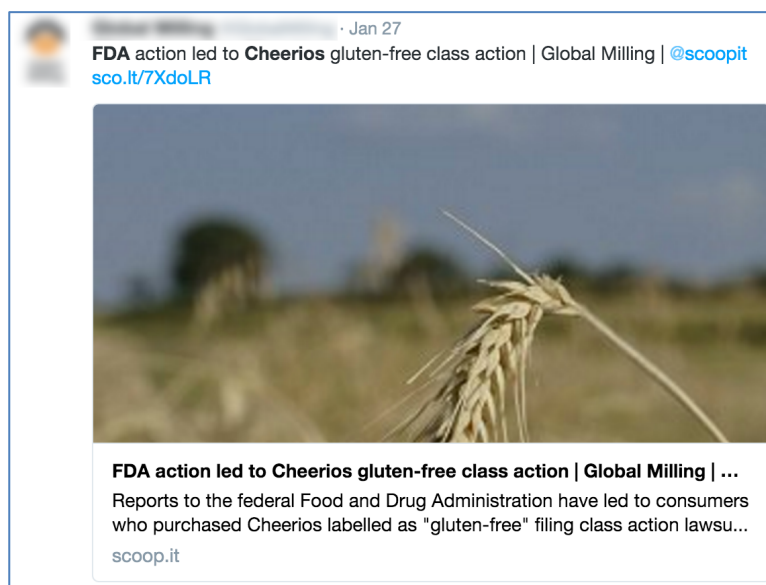 · Jan 27
FDA action led to Cheerios gluten-free class action | Global Milling | @scoopit
sco.lt/7XdoLR
FDA action led to Cheerios gluten-free class action | Global Milling | ...
Reports to the federal Food and Drug Administration have led to consumers
who purchased Cheerios labelled as "gluten-free" filing class action lawsu...
scoop.it